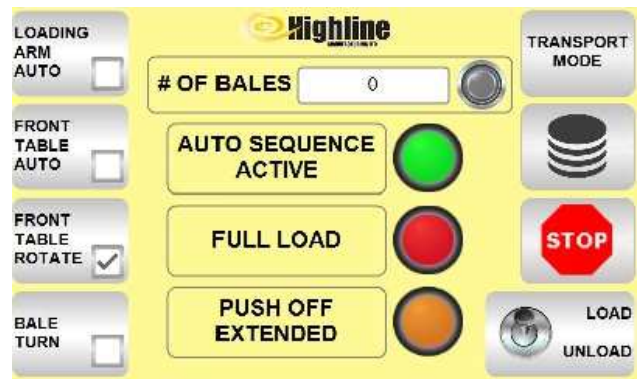 LOADING
ARM
AUTO
FRONT
TABLE
AUTO
FRONT
TABLE
ROTATE
BALE
TURN
Highline
# OF BALES 0
AUTO SEQUENCE
ACTIVE
FULL LOAD
PUSH OFF
EXTENDED
TRANSPORT
MODE
STOP
LOAD
UNLOAD